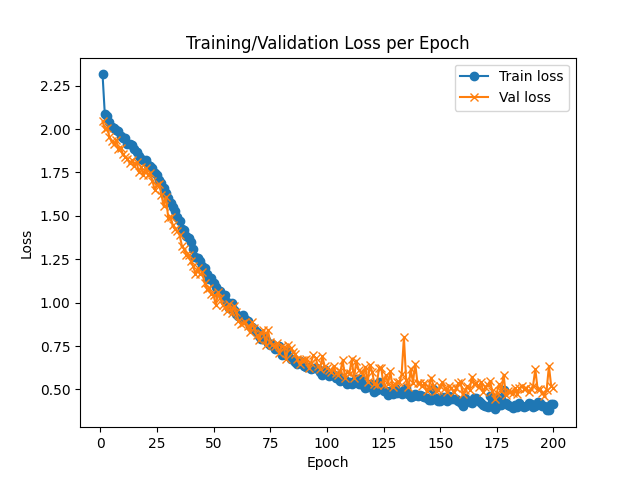 Training/Validation Loss per Epoch
Train loss
Val loss
2.25
2.00
1.75
1.50
1.25
1.00
0.75
0.50
Loss
0 25 50 75 100 125 150 175 200
Epoch